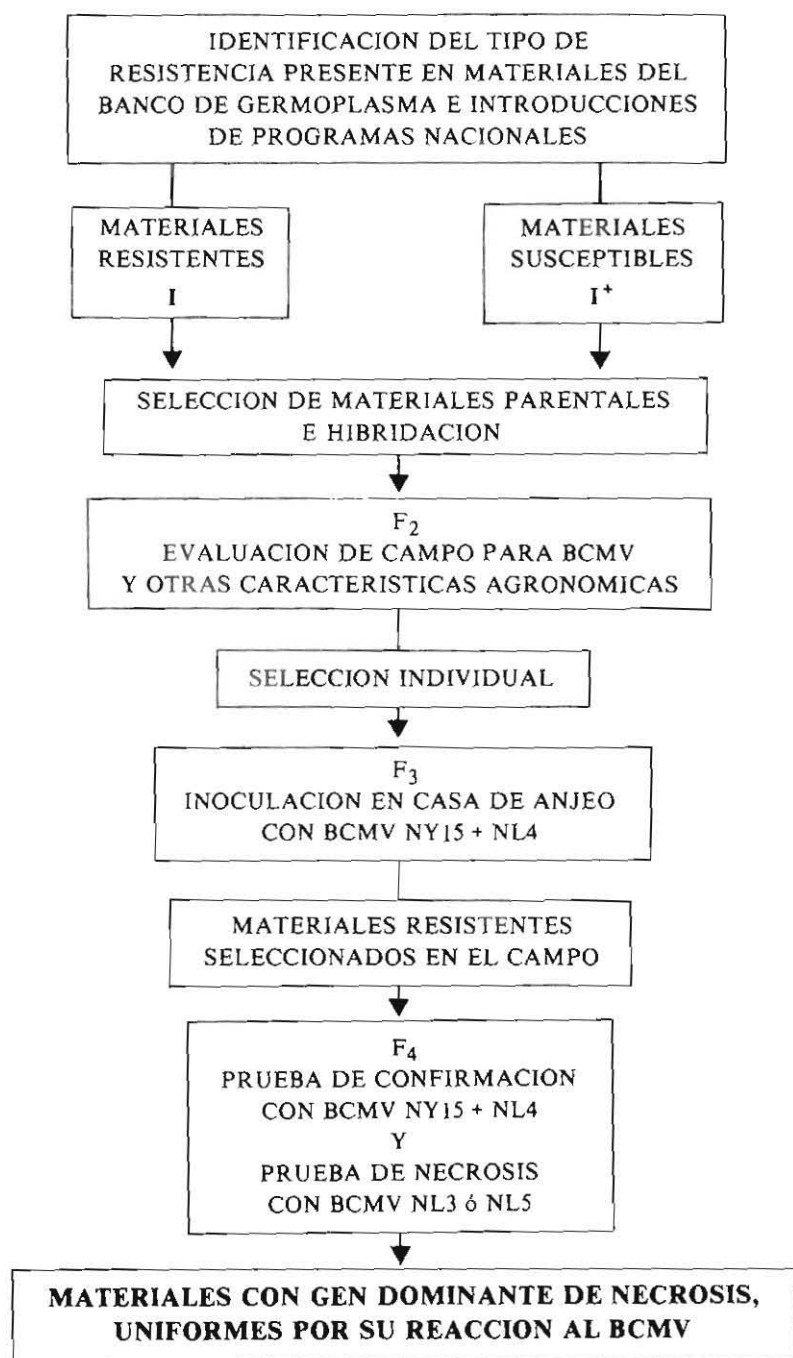 IDENTIFICACION DEL TIPO DE
RESISTENCIA PRESENTE EN MATERIALES DEL
BANCO DE GERMOPLASMA E INTRODUCCIONES
DE PROGRAMAS NACIONALES
MATERIALES
RESISTENTES
I
MATERIALES
SUSCEPTIBLES
I⁺
SELECCION DE MATERIALES PARENTALES
E HIBRIDACION
F₂
EVALUACION DE CAMPO PARA BCMV
Y OTRAS CARACTERISTICAS AGRONOMICAS
SELECCION INDIVIDUAL
F₃
INOCULACION EN CASA DE ANJEO
CON BCMV NY15 + NL4
MATERIALES RESISTENTES
SELECCIONADOS EN EL CAMPO
F₄
PRUEBA DE CONFIRMACION
CON BCMV NY15 + NL4
Y
PRUEBA DE NECROSIS
CON BCMV NL3 ó NL5
MATERIALES CON GEN DOMINANTE DE NECROSIS,
UNIFORMES POR SU REACCION AL BCMV